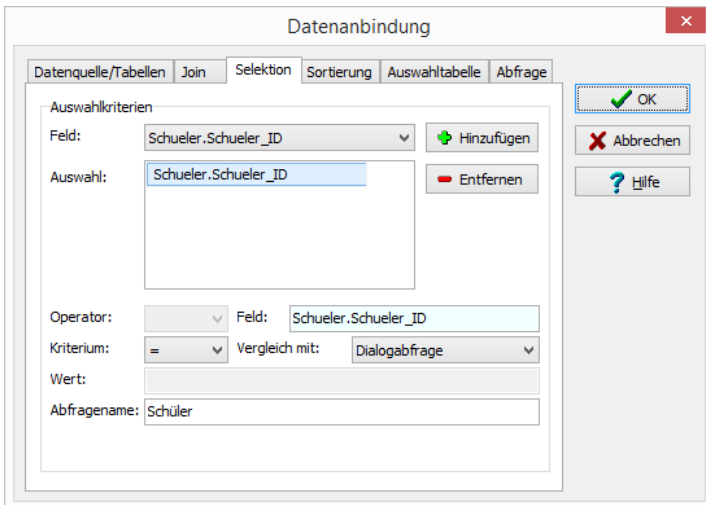 Datenanbindung
Datenquelle/Tabellen Join Selektion Sortierung Auswahltabelle Abfrage
Auswahlkriterien
Feld: Schueler.Schueler_ID Hinzufügen
Auswahl: Schueler.Schueler_ID Entfernen
Operator: Feld: Schueler.Schueler_ID
Kriterium: = Vergleich mit: Dialogabfrage
Wert:
Abfragename: Schüler
OK
Abbrechen
Hilfe